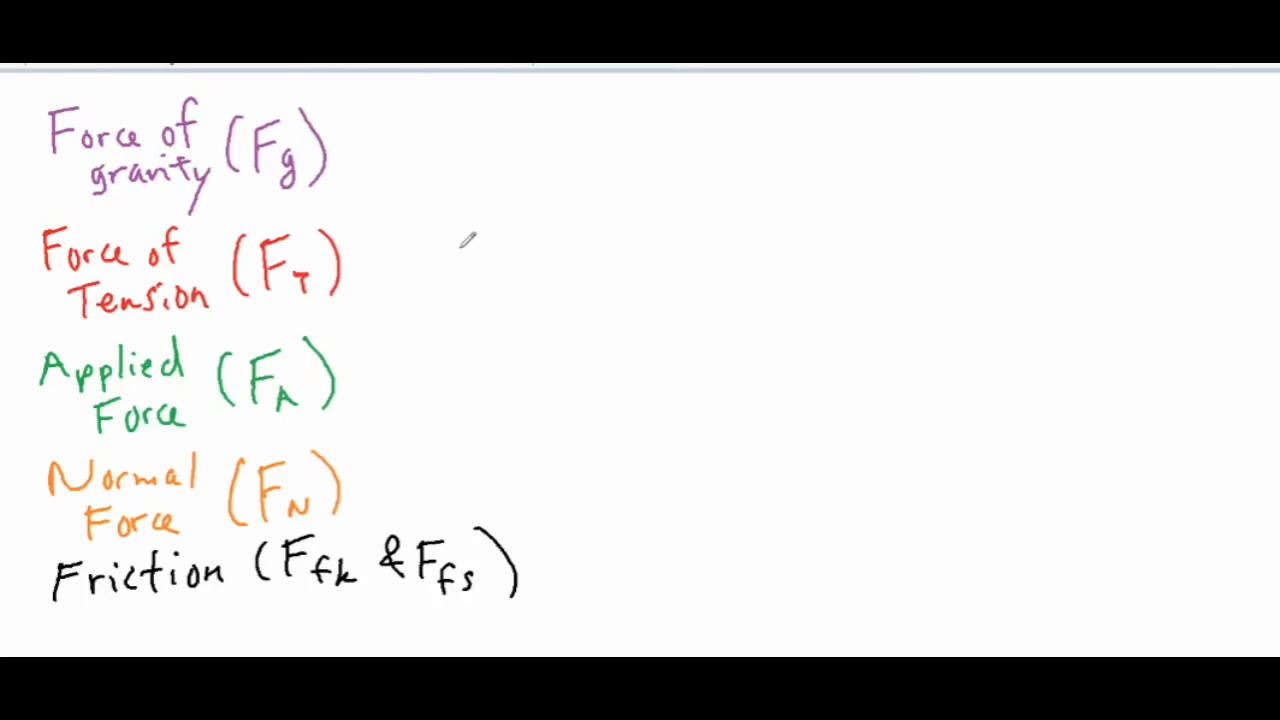 Force of
gravity (Fg)
Force of
Tension (FT)
Applied
Force (FA)
Normal
Force (FN)
Friction (Ffk & Ffs)